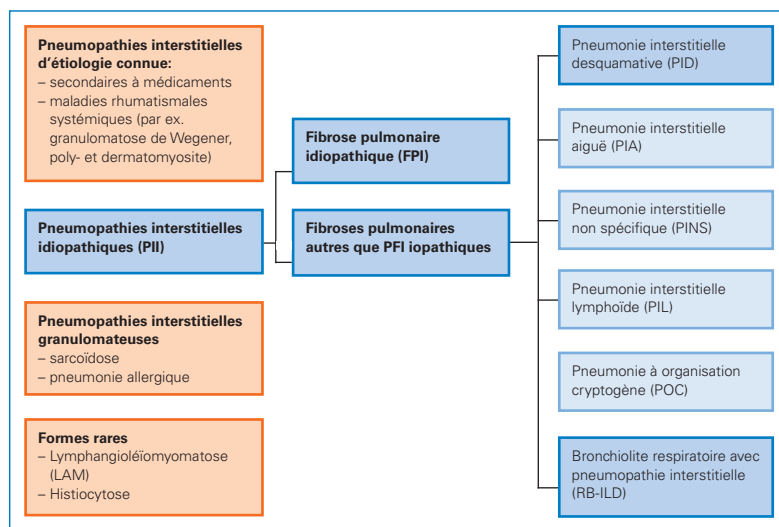 Pneumopathies interstitielles
d'étiologie connue:
– secondaires à médicaments
– maladies rhumatismales
systémiques (par ex.
granulomatose de Wegener,
poly- et dermatomyosite)
Pneumopathies interstitielles
idiopathiques (PII)
Pneumopathies interstitielles
granulomateuses
– sarcoïdose
– pneumonie allergique
Formes rares
– Lymphangioléïomyomatose
(LAM)
– Histiocytose
Fibrose pulmonaire
idiopathique (FPI)
Fibroses pulmonaires
autres que PFI iopathiques
Pneumonie interstitielle
desquamative (PID)
Pneumonie interstitielle
aiguë (PIA)
Pneumonie interstitielle
non spécifique (PINS)
Pneumonie interstitielle
lymphoïde (PIL)
Pneumonie à organisation
cryptogène (POC)
Bronchiolite respiratoire avec
pneumopathie interstitielle
(RB-ILD)